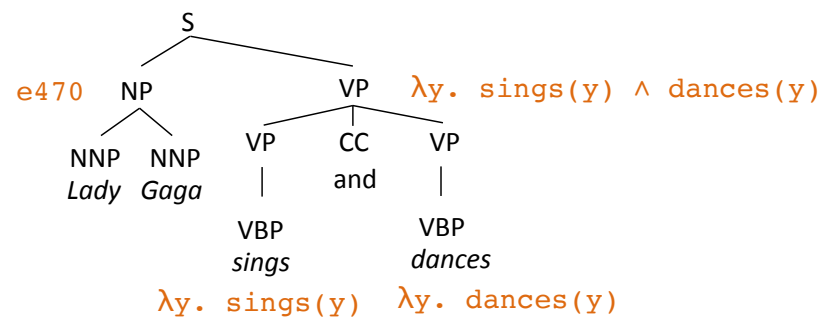 S
e470 NP VP λy. sings(y) ∧ dances(y)
NNP NNP VP CC VP
Lady Gaga and
VBP VBP
sings dances
λy. sings(y) λy. dances(y)